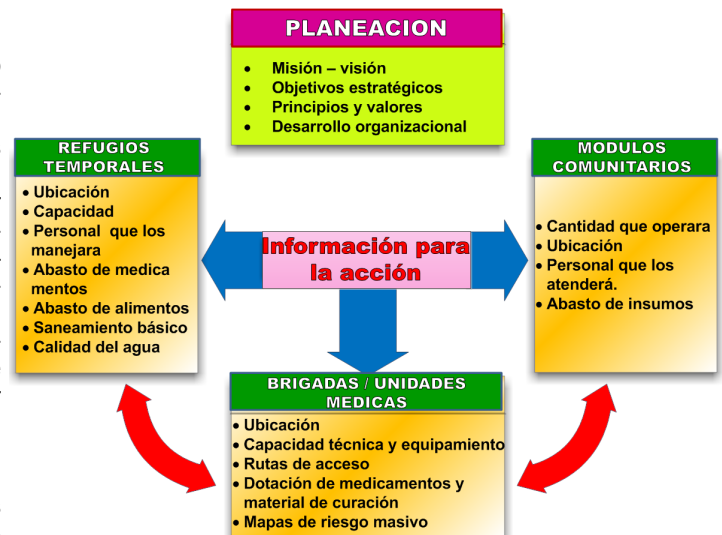 PLANEACION
• Misión – visión
• Objetivos estratégicos
• Principios y valores
• Desarrollo organizacional
REFUGIOS
TEMPORALES
• Ubicación
• Capacidad
• Personal que los
manejara
• Abasto de medica
mentos
• Abasto de alimentos
• Saneamiento básico
• Calidad del agua
Información para
la acción
MODULOS
COMUNITARIOS
• Cantidad que operara
• Ubicación
• Personal que los
atenderá.
• Abasto de insumos
BRIGADAS / UNIDADES
MEDICAS
• Ubicación
• Capacidad técnica y equipamiento
• Rutas de acceso
• Dotación de medicamentos y
material de curación
• Mapas de riesgo masivo